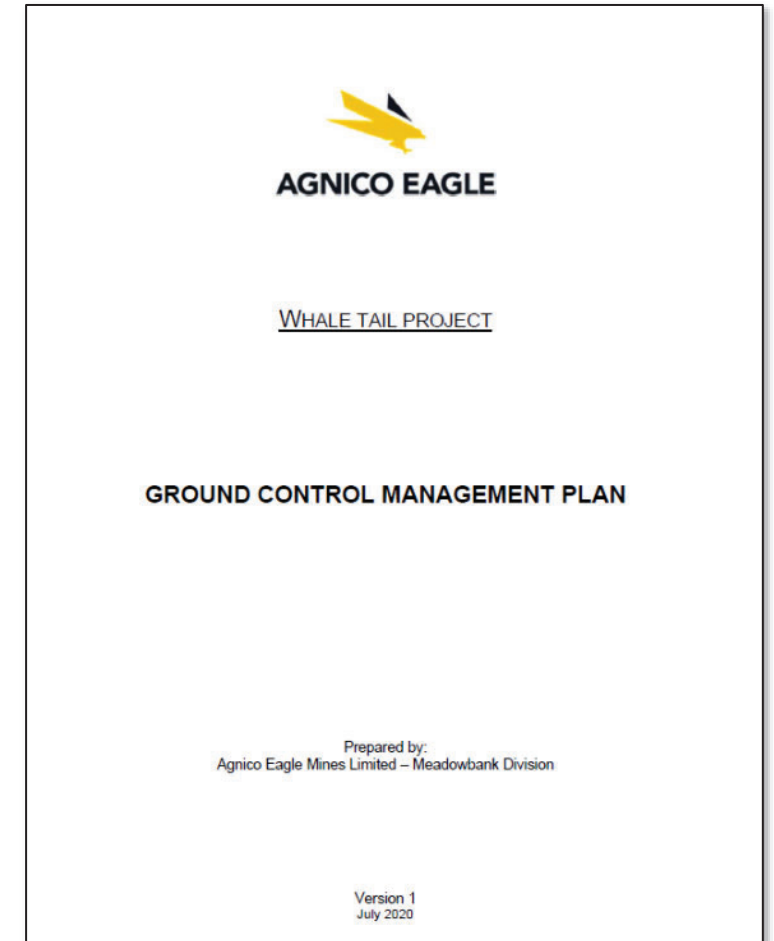 AGNICO EAGLE
WHALE TAIL PROJECT
GROUND CONTROL MANAGEMENT PLAN
Prepared by:
Agnico Eagle Mines Limited – Meadowbank Division
Version 1
July 2020